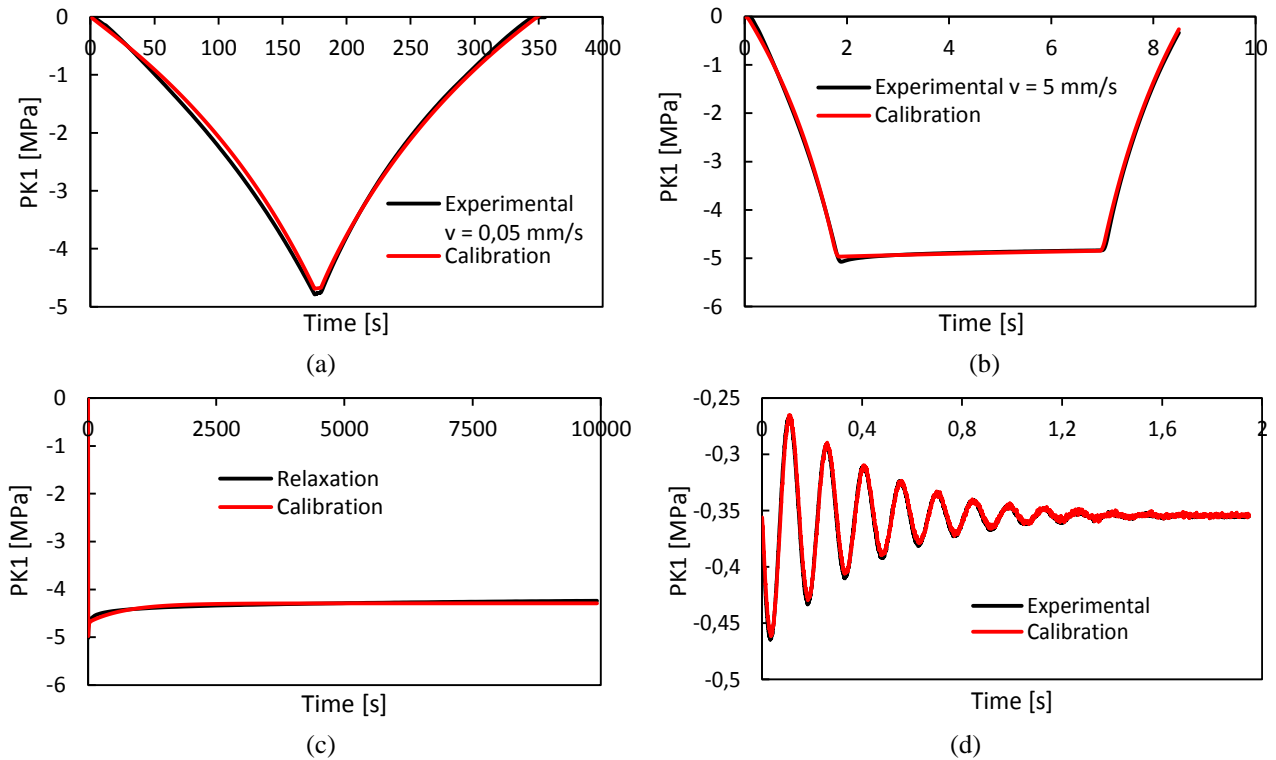 0
0 50 100 150 200 250 300 350 400
-1
-2
-3
-4
-5
PK1 [MPa]
Experimental
v = 0,05 mm/s
Calibration
Time [s]
(a)
0
0 2 4 6 8 10
-1
-2
-3
-4
-5
-6
PK1 [MPa]
Experimental v = 5 mm/s
Calibration
Time [s]
(b)
0
0 2500 5000 7500 10000
-1
-2
-3
-4
-5
-6
PK1 [MPa]
Relaxation
Calibration
Time [s]
(c)
-0,25
0 0,4 0,8 1,2 1,6 2
-0,3
-0,35
-0,4
-0,45
-0,5
PK1 [MPa]
Experimental
Calibration
Time [s]
(d)